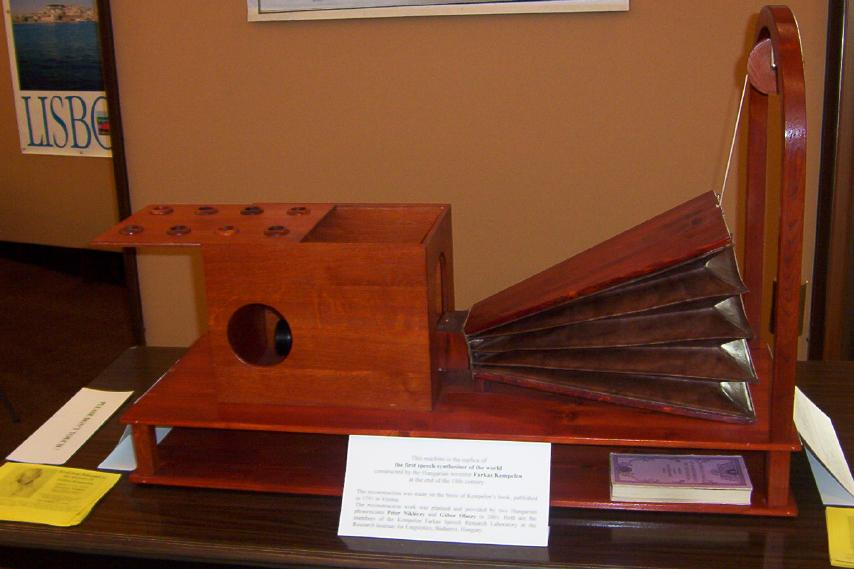 LISBO
PLEASE DON'T TOUCH!
This machine is the replica of
the first speech synthesiser of the world
constructed by the Hungarian inventor Farkas Kempelen
at the end of the 18th century.
The reconstruction was made on the basis of Kempelen's book, published
in 1791 in Vienna.
The reconstruction work was planned and provided by two Hungarian
phoneticians Péter Nikléczy and Gábor Olaszy in 2001. Both are the
members of the Kempelen Farkas Speech Research Laboratory at the
Research Institute for Linguistics, Budapest, Hungary.